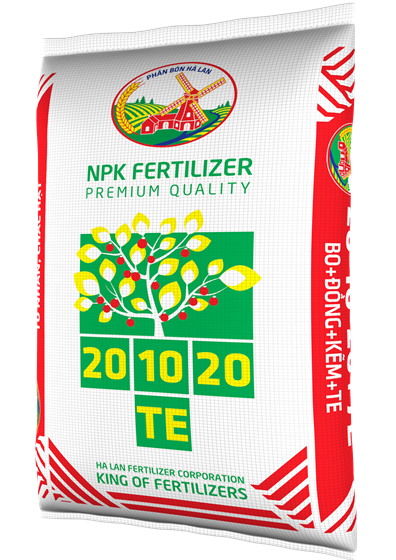 PHÂN BÓN HÀ LAN
NPK FERTILIZER
PREMIUM QUALITY
20 10 20
TE
HA LAN FERTILIZER CORPORATION
KING OF FERTILIZERS
BO+ĐỒNG+KẼM+TE